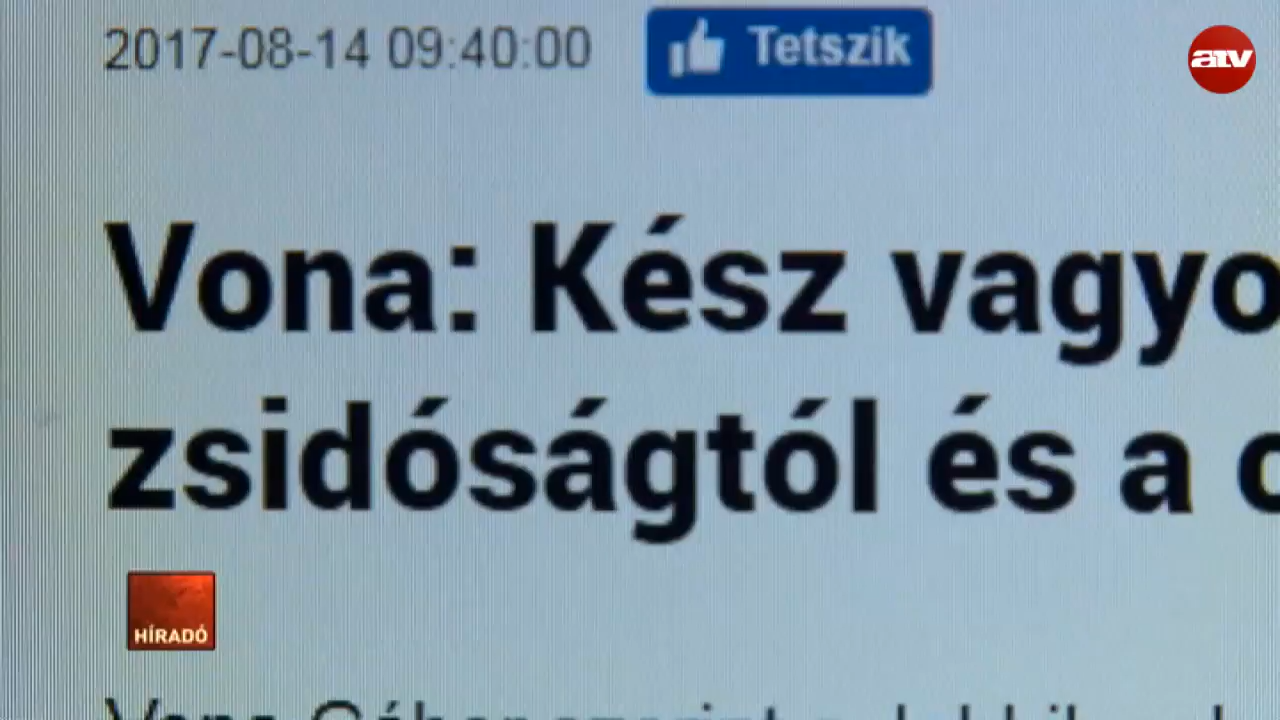 2017-08-14 09:40:00
Tetszik
atv
Vona: Kész vagyo
zsidóságtól és a
HÍRADÓ